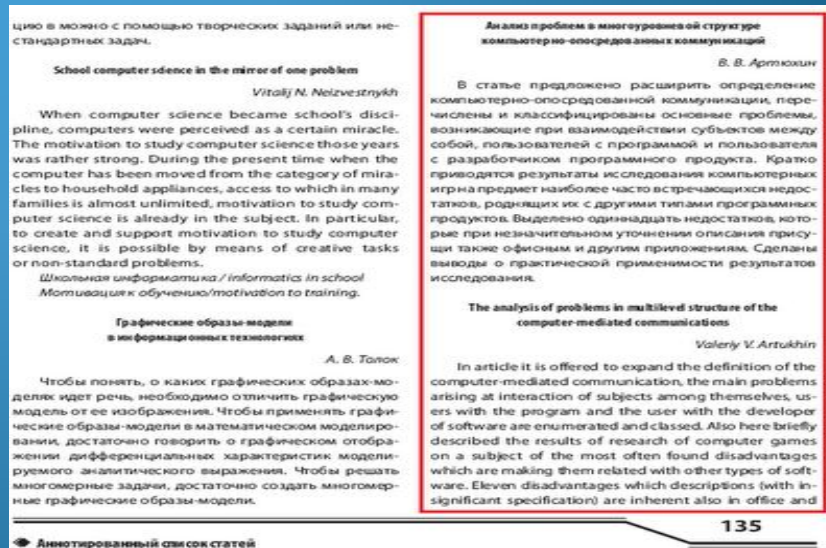 цию в можно с помощью творческих заданий или не-
стандартных задач.
School computer science in the mirror of one problem
Vitalij N. Neizvestnykh
When computer science became school's disci-
pline, computers were perceived as a certain miracle.
The motivation to study computer science those years
was rather strong. During the present time when the
computer has been moved from the category of mira-
cles to household appliances, access to which in many
families is almost unlimited, motivation to study com-
puter science is already in the subject. In particular,
to create and support motivation to study computer
science, it is possible by means of creative tasks
or non-standard problems.
Школьная информатика / informatics in school
Мотивация к обучению/motivation to training.
Графические образы-модели
в информационных технологиях
А. В. Толок
Чтобы понять, о каких графических образах-мо-
делях идет речь, необходимо отличить графическую
модель от ее изображения. Чтобы применять графи-
ческие образы-модели в математическом моделиро-
вании, достаточно говорить о графическом отобра-
жении дифференциальных характеристик модели-
руемого аналитического выражения. Чтобы решать
многомерные задачи, достаточно создать многомер-
ные графические образы-модели.
Анализ проблем в многоуровневой структуре
компьютерно-опосредованных коммуникаций
В. В. Артюхин
В статье предложено расширить определение
компьютерно-опосредованной коммуникации, пере-
числены и классифицированы основные проблемы,
возникающие при взаимодействии субъектов между
собой, пользователей с программой и пользователя
с разработчиком программного продукта. Кратко
приводятся результаты исследования компьютерных
игр на предмет наиболее часто встречающихся недос-
татков, роднящих их с другими типами программных
продуктов. Выделено одиннадцать недостатков, кото-
рые при незначительном уточнении описания прису-
щи также офисным и другим приложениям. Сделаны
выводы о практической применимости результатов
исследования.
The analysis of problems in multilevel structure of the
computer-mediated communications
Valeriy V. Artukhin
In article it is offered to expand the definition of the
computer-mediated communication, the main problems
arising at interaction of subjects among themselves, us-
ers with the program and the user with the developer
of software are enumerated and classed. Also here briefly
described the results of research of computer games
on a subject of the most often found disadvantages
which are making them related with other types of soft-
ware. Eleven disadvantages which descriptions (with in-
significant specification) are inherent also in office and
135
Аннотированный список статей